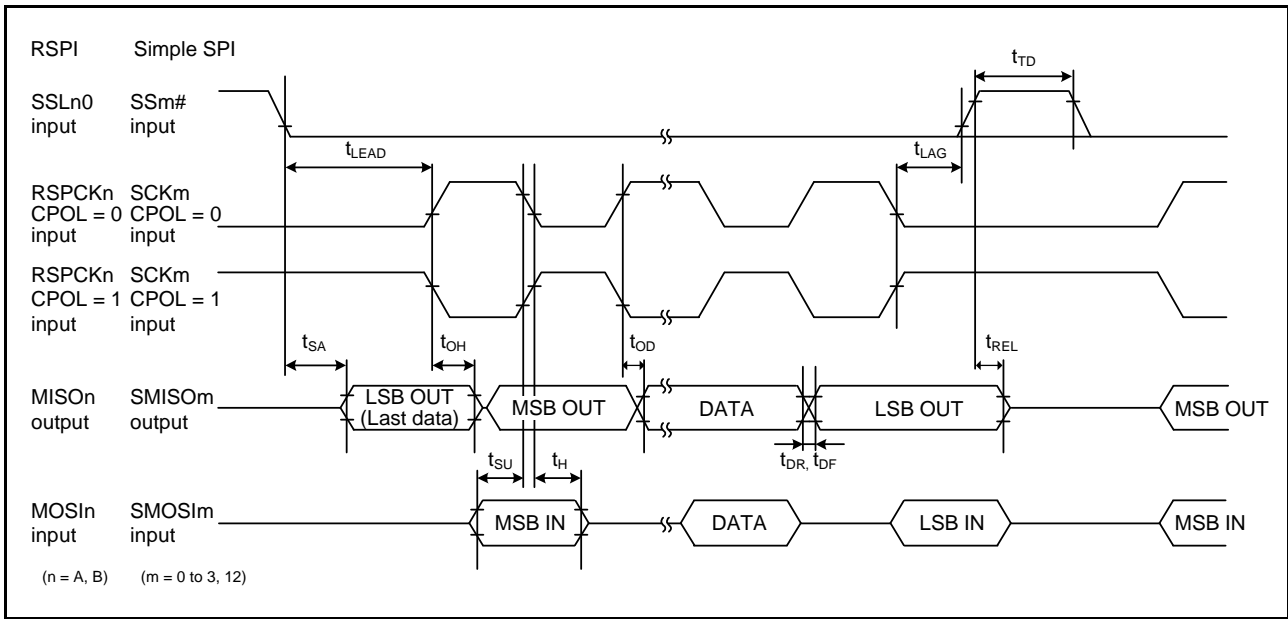 RSPI Simple SPI
tTD
SSLn0 SSm#
input input
tLEAD
tLAG
RSPCKn SCKm
CPOL = 0 CPOL = 0
input input
RSPCKn SCKm
CPOL = 1 CPOL = 1
input input
tSA tOH tOD tREL
MISOn SMISOm
output output
LSB OUT
(Last data)
MSB OUT DATA LSB OUT MSB OUT
tSU tH tDR, tDF
MOSIn SMOSIm
input input
MSB IN DATA LSB IN MSB IN
(n = A, B) (m = 0 to 3, 12)